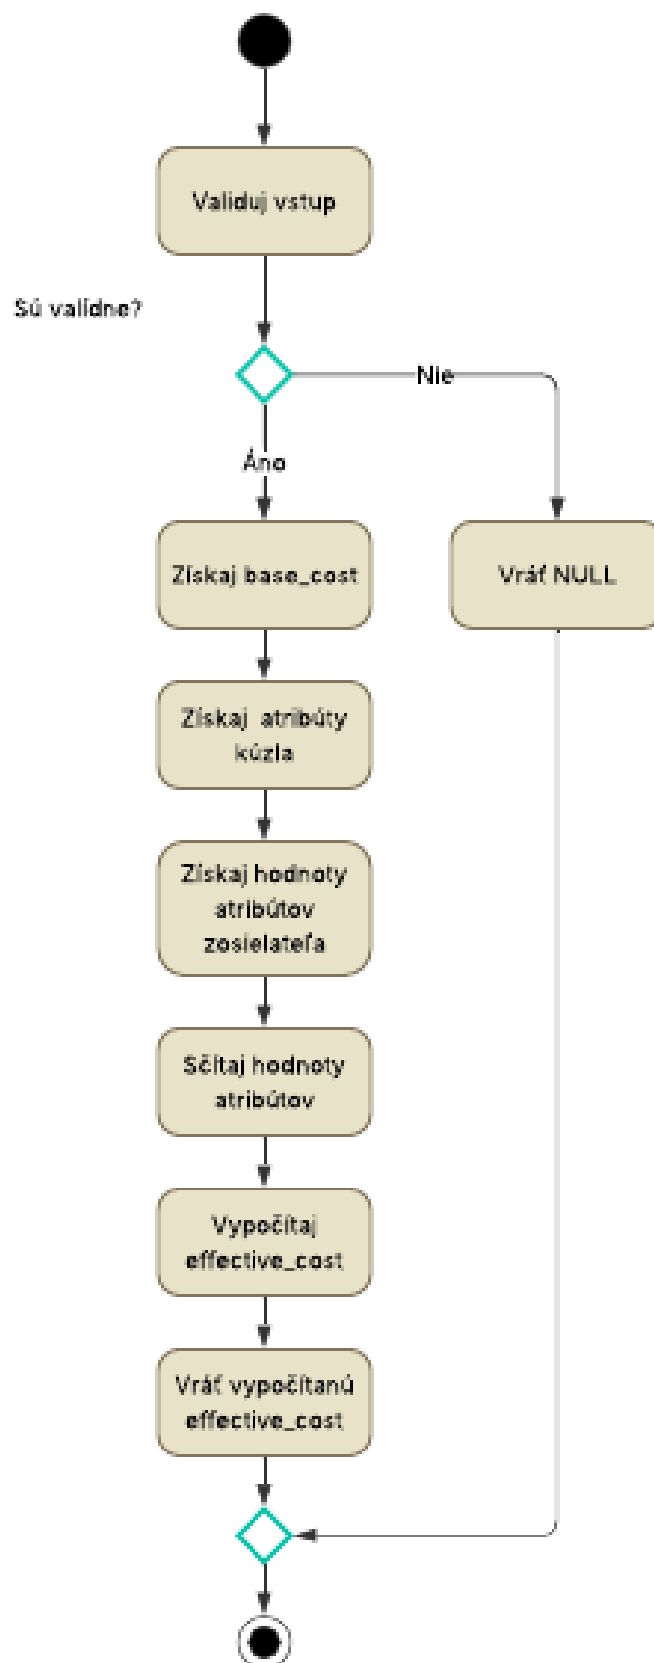 Validuj vstup
Sú valídne?
Nie
Áno
Získaj base_cost
Vráť NULL
Získaj atribúty
kúzla
Získaj hodnoty
atribútov
zosielateľa
Sčítaj hodnoty
atribútov
Vypočítaj
effective_cost
Vráť vypočítanú
effective_cost